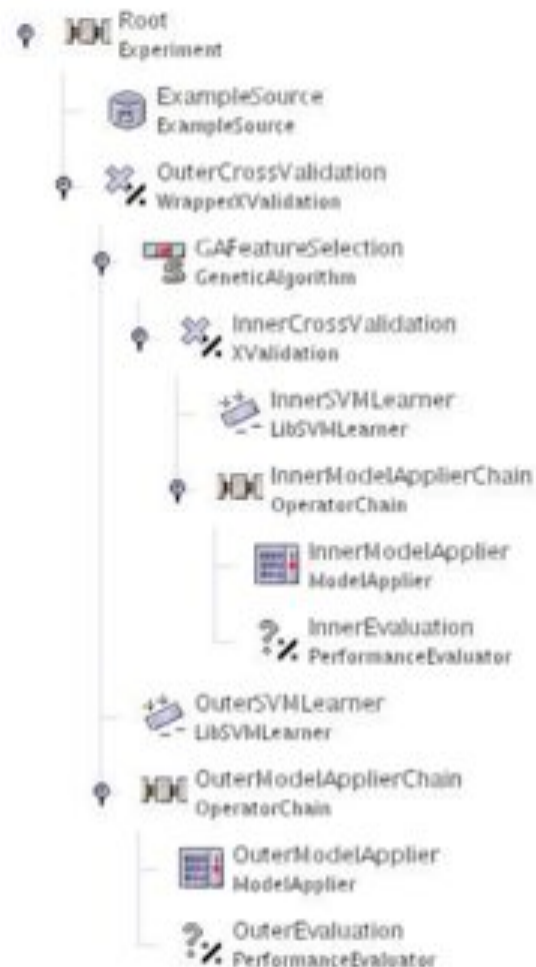 Root
Experiment
ExampleSource
ExampleSource
OuterCrossValidation
WrapperXValidation
GAFeatureSelection
GeneticAlgorithm
InnerCrossValidation
XValidation
InnerSVMLearner
LibSVMLearner
InnerModelApplierChain
OperatorChain
InnerModelApplier
ModelApplier
InnerEvaluation
PerformanceEvaluator
OuterSVMLearner
LibSVMLearner
OuterModelApplierChain
OperatorChain
OuterModelApplier
ModelApplier
OuterEvaluation
PerformanceEvaluator